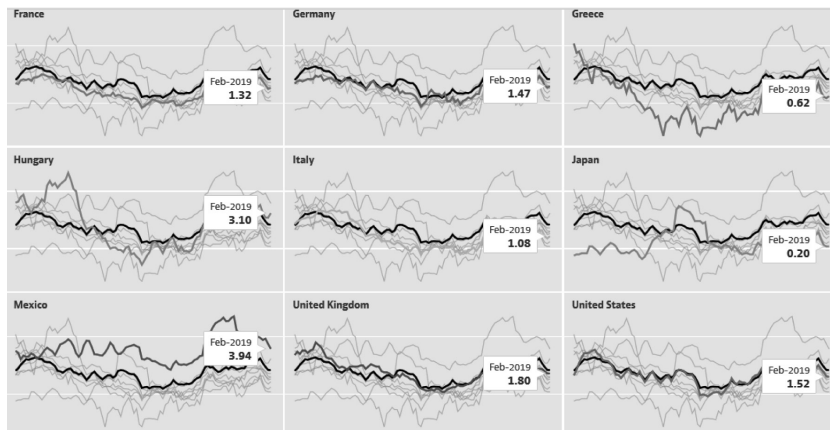 France
Feb-2019
1.32
Germany
Feb-2019
1.47
Greece
Feb-2019
0.62
Hungary
Feb-2019
3.10
Italy
Feb-2019
1.08
Japan
Feb-2019
0.20
Mexico
Feb-2019
3.94
United Kingdom
Feb-2019
1.80
United States
Feb-2019
1.52